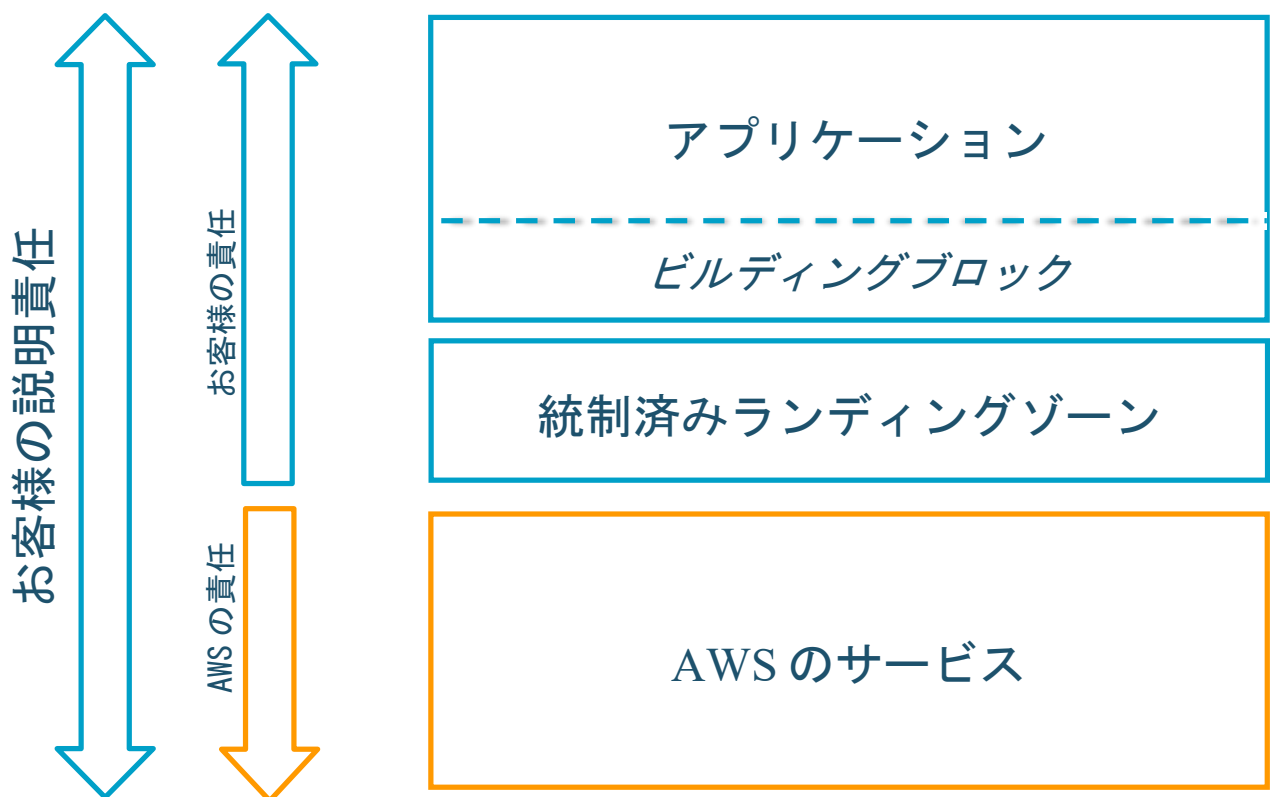 お客様の説明責任
お客様の責任
AWS の責任
アプリケーション
ビルディングブロック
統制済みランディングゾーン
AWS のサービス